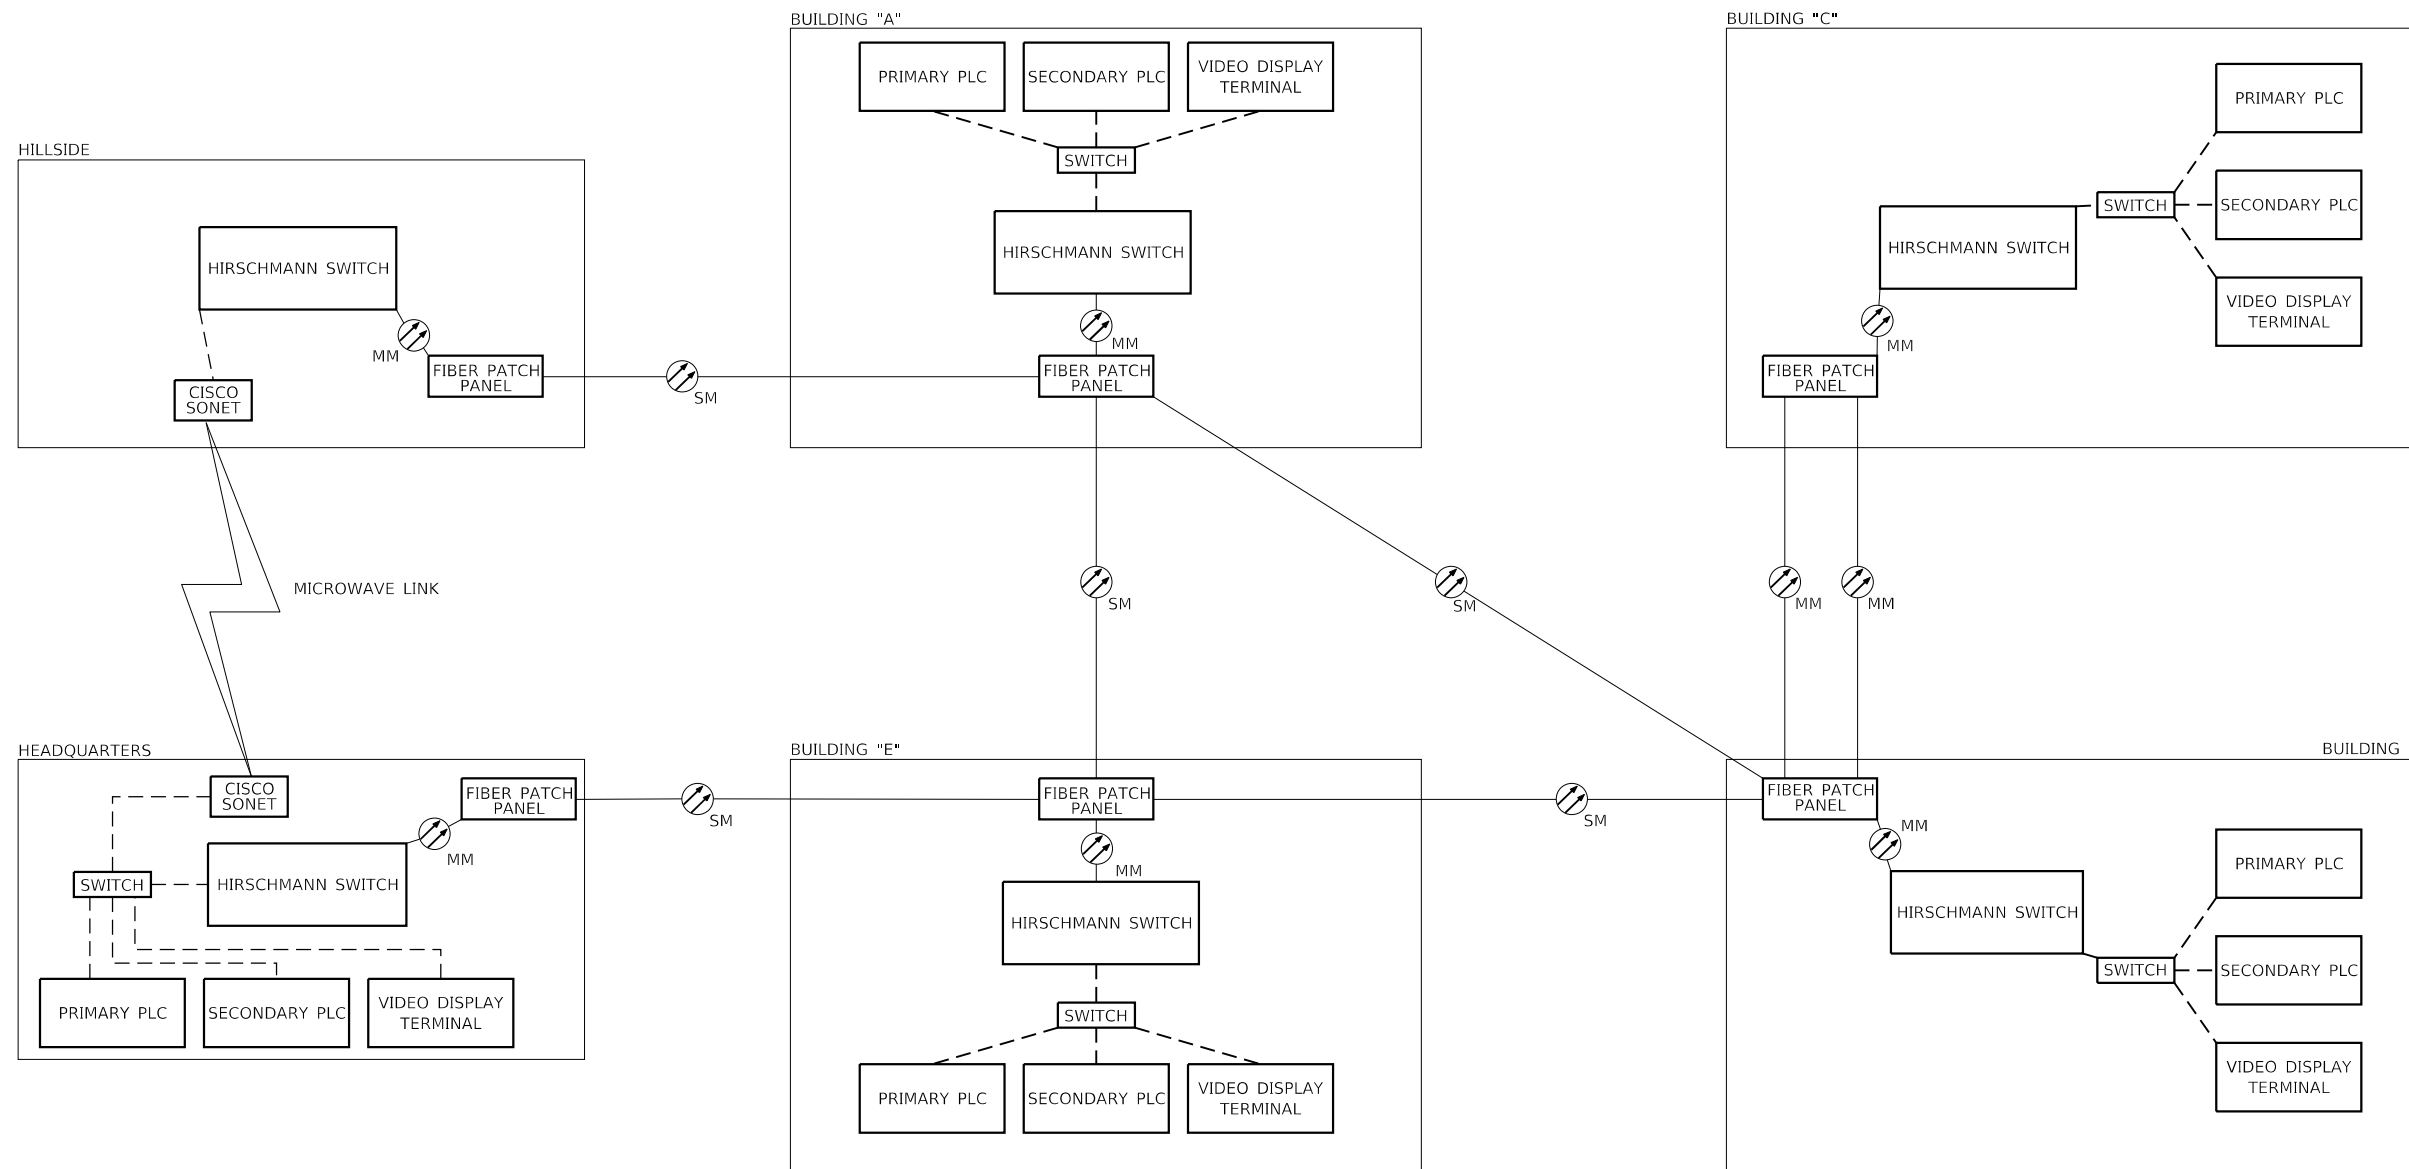 BUILDING "A"
PRIMARY PLC
SECONDARY PLC
VIDEO DISPLAY
TERMINAL
SWITCH
HIRSCHMANN SWITCH
MM
FIBER PATCH
PANEL
BUILDING "C"
PRIMARY PLC
SECONDARY PLC
VIDEO DISPLAY
TERMINAL
SWITCH
HIRSCHMANN SWITCH
MM
FIBER PATCH
PANEL
HILLSIDE
HIRSCHMANN SWITCH
MM
FIBER PATCH
PANEL
CISCO
SONET
SM
MICROWAVE LINK
SM
SM
MM
MM
HEADQUARTERS
CISCO
SONET
FIBER PATCH
PANEL
MM
SWITCH
HIRSCHMANN SWITCH
PRIMARY PLC
SECONDARY PLC
VIDEO DISPLAY
TERMINAL
SM
BUILDING "E"
FIBER PATCH
PANEL
MM
HIRSCHMANN SWITCH
SWITCH
PRIMARY PLC
SECONDARY PLC
VIDEO DISPLAY
TERMINAL
SM
BUILDING
FIBER PATCH
PANEL
MM
HIRSCHMANN SWITCH
SWITCH
PRIMARY PLC
SECONDARY PLC
VIDEO DISPLAY
TERMINAL